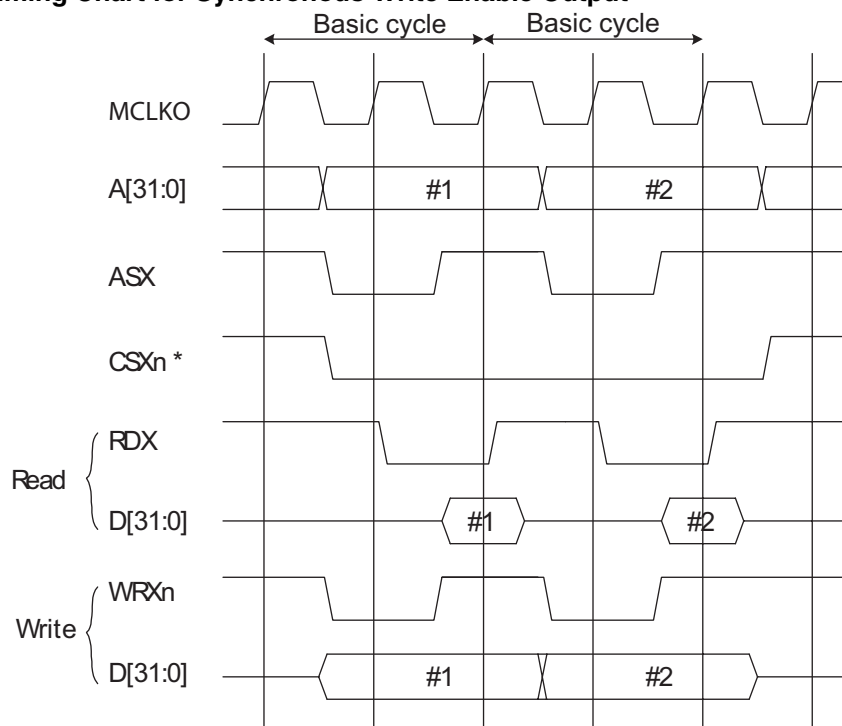 Timing Chart for Synchronous Write Enable Output
Basic cycle Basic cycle
MCLKO
A[31:0] #1 #2
ASX
CSXn *
Read
RDX
D[31:0] #1 #2
Write
WRXn
D[31:0] #1 #2